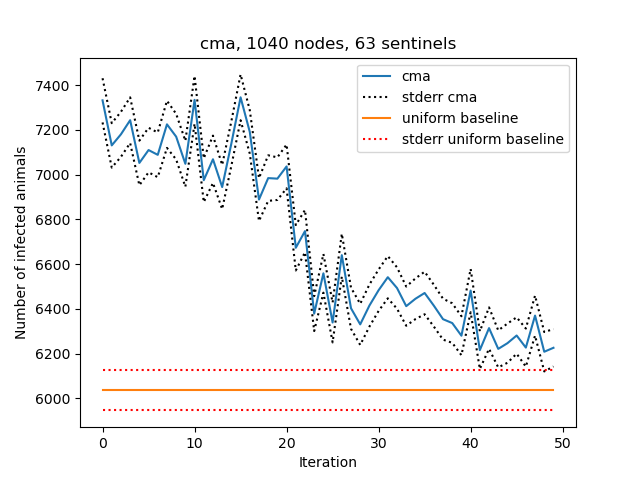 cma, 1040 nodes, 63 sentinels
cma
stderr cma
uniform baseline
stderr uniform baseline
Number of infected animals
7400
7200
7000
6800
6600
6400
6200
6000
0 10 20 30 40 50
Iteration